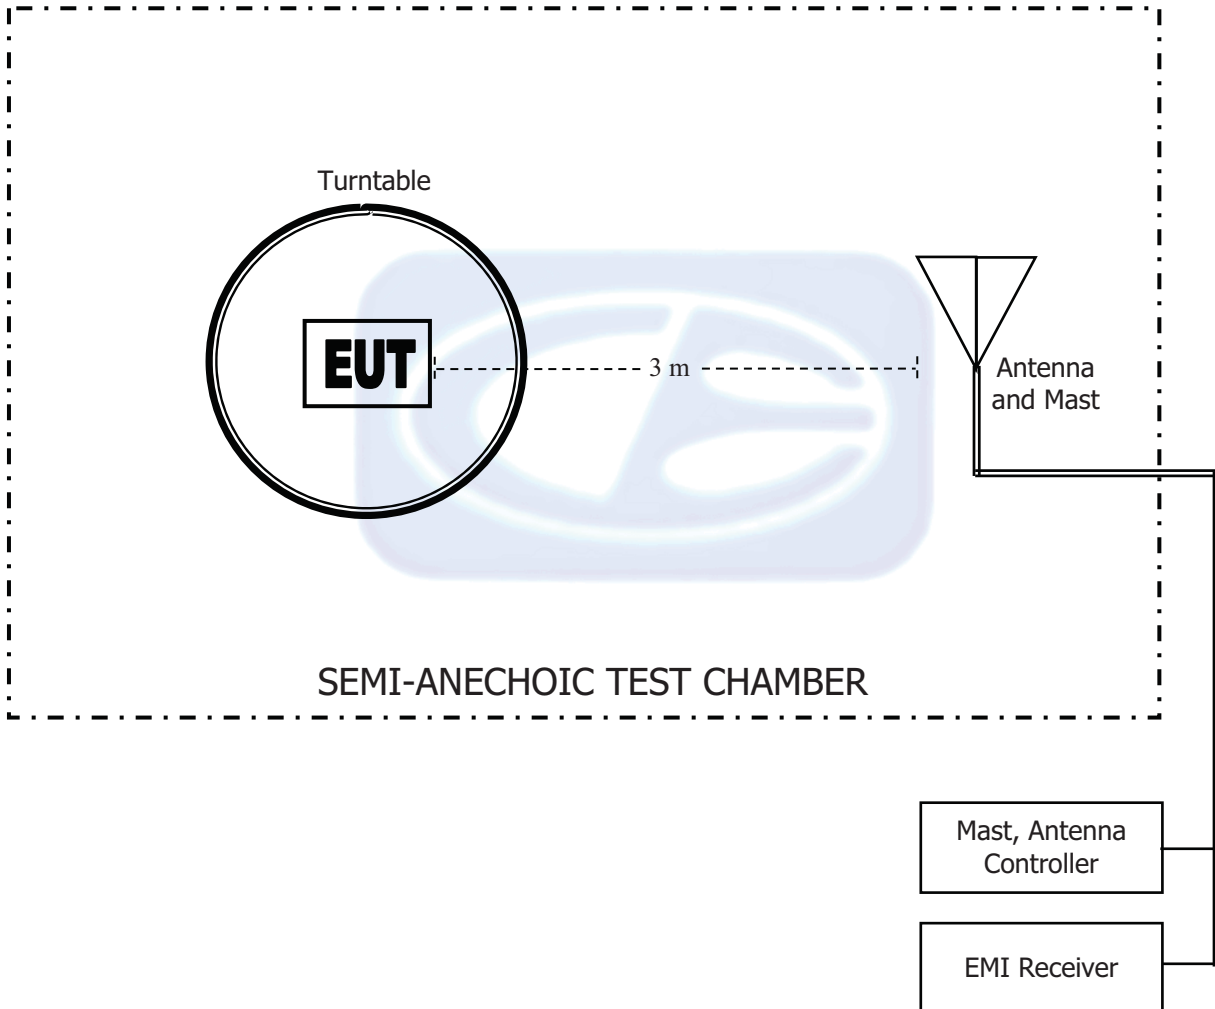 Turntable
EUT
3 m
Antenna
and Mast
SEMI-ANECHOIC TEST CHAMBER
Mast, Antenna
Controller
EMI Receiver